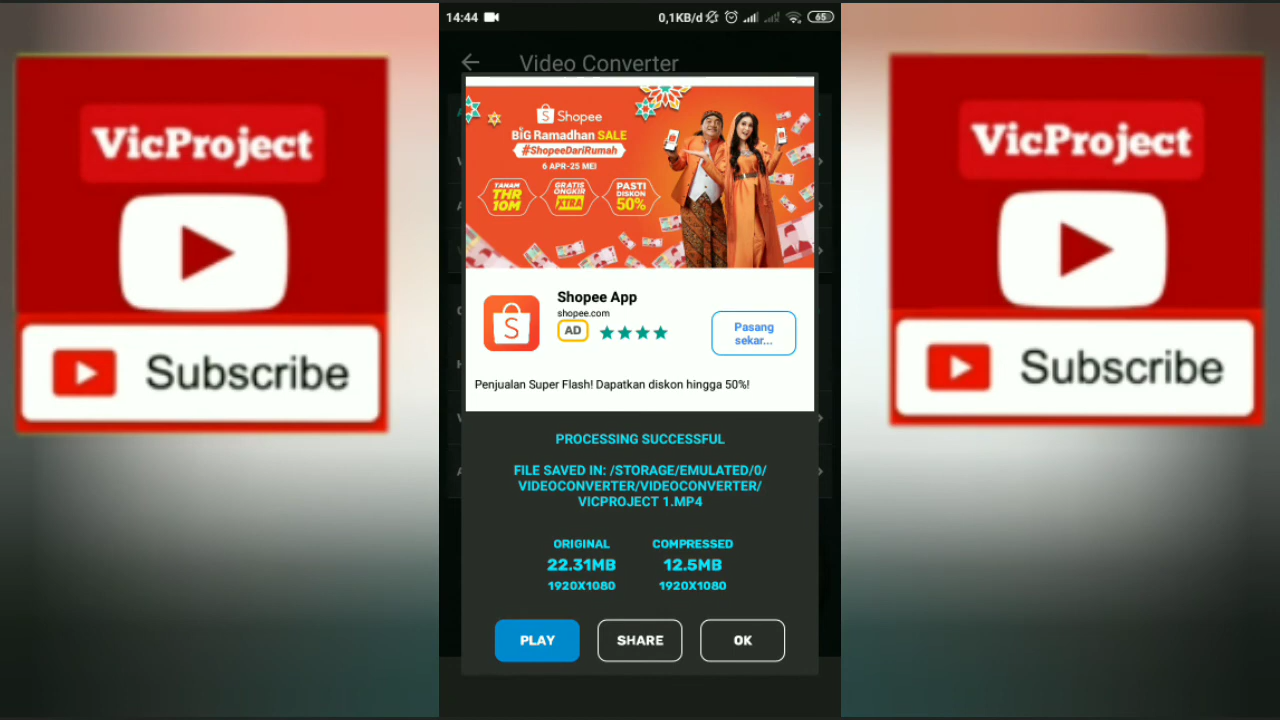 VicProject
Subscribe
14:44
0,1KB/d
65
Video Converter
Shopee
BIG Ramadhan SALE
#ShopeeDariRumah
6 APR-25 MEI
TANAM THR 10M
GRATIS ONGKIR XTRA
PASTI DISKON 50%
Shopee App
shopee.com
AD
Pasang
sekar...
Penjualan Super Flash! Dapatkan diskon hingga 50%!
PROCESSING SUCCESSFUL
FILE SAVED IN: /STORAGE/EMULATED/0/
VIDEOCONVERTER/VIDEOCONVERTER/
VICPROJECT 1.MP4
ORIGINAL COMPRESSED
22.31MB 12.5MB
1920X1080 1920X1080
PLAY SHARE OK
VicProject
Subscribe